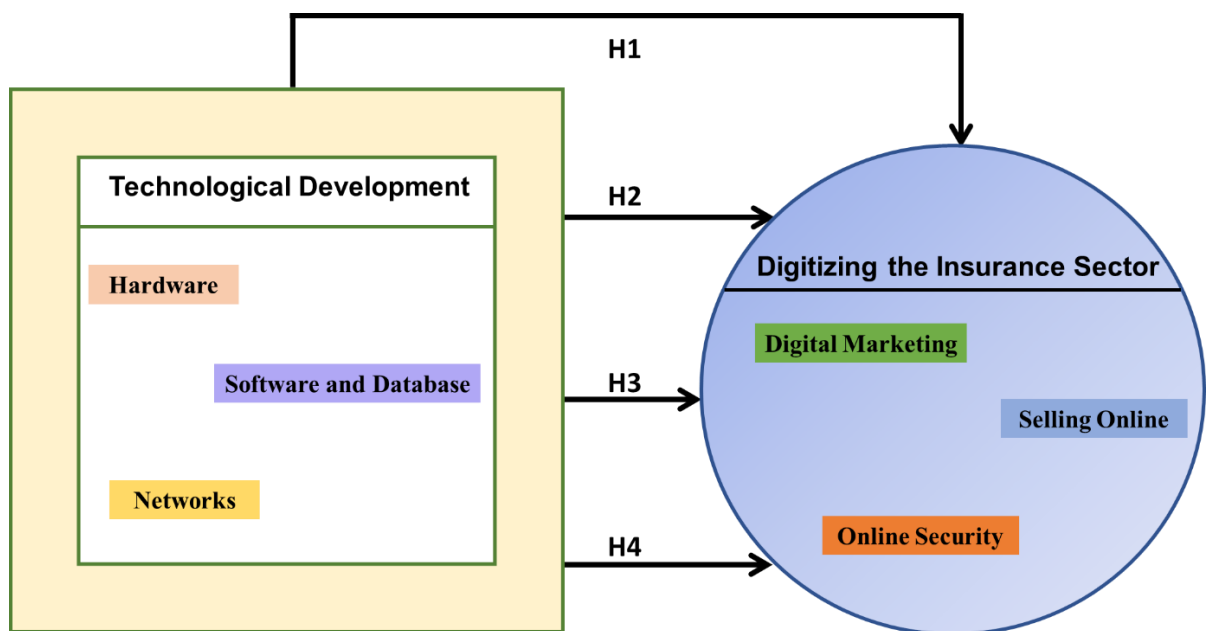 H1
Technological Development
Hardware
Software and Database
Networks
H2
H3
H4
Digitizing the Insurance Sector
Digital Marketing
Selling Online
Online Security